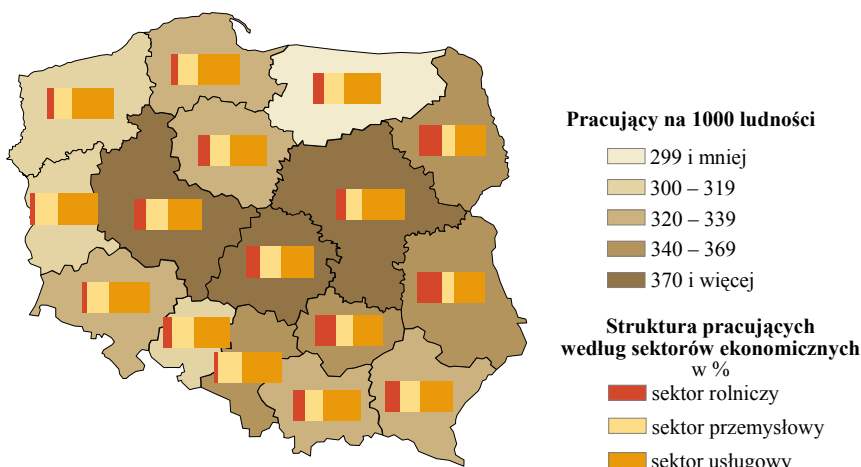 Pracujący na 1000 ludności
299 i mniej
300 – 319
320 – 339
340 – 369
370 i więcej
Struktura pracujących
według sektorów ekonomicznych
w %
sektor rolniczy
sektor przemysłowy
sektor usługowy